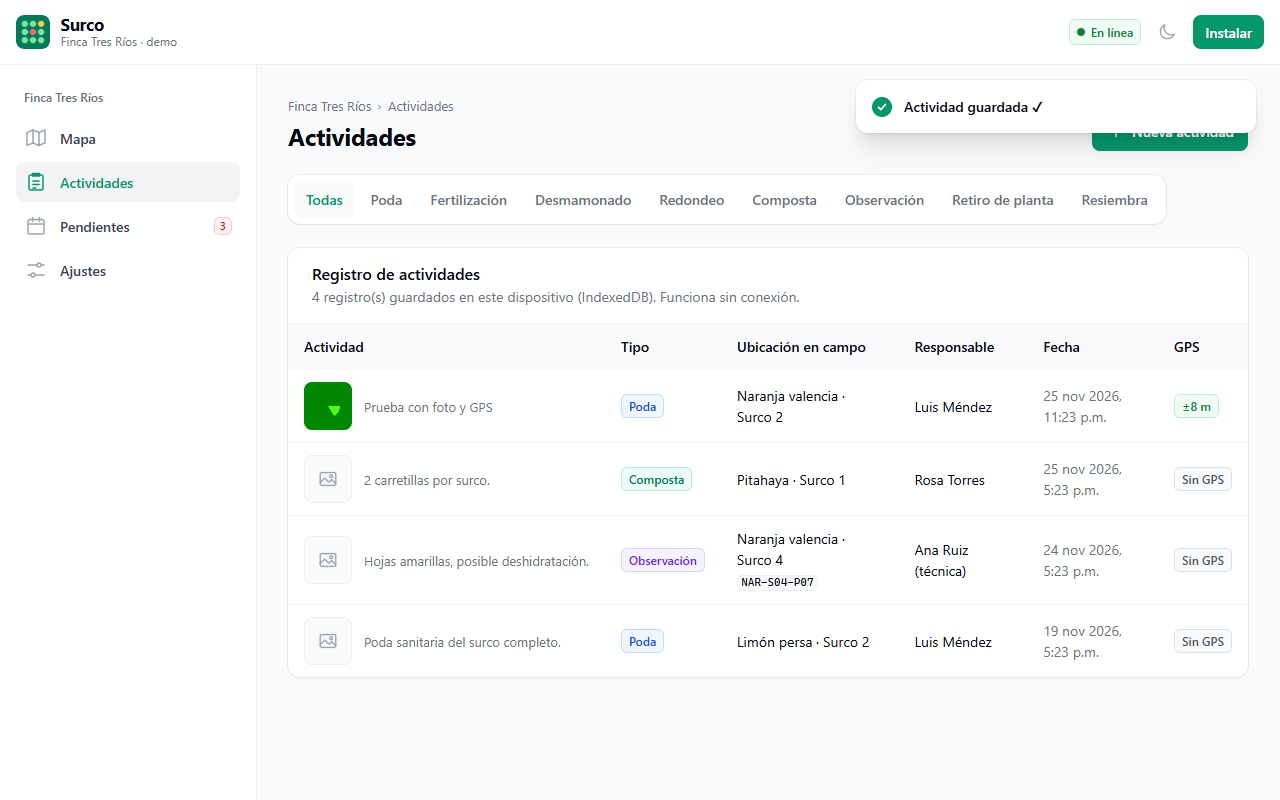 Surco
Finca Tres Ríos · demo
En línea
Instalar
Finca Tres Ríos
Mapa
Actividades
Pendientes
3
Ajustes
Finca Tres Ríos › Actividades
Actividades
Actividad guardada ✓
Nueva actividad
Todas
Poda
Fertilización
Desmamonado
Redondeo
Composta
Observación
Retiro de planta
Resiembra
Registro de actividades
4 registro(s) guardados en este dispositivo (IndexedDB). Funciona sin conexión.
Actividad
Tipo
Ubicación en campo
Responsable
Fecha
GPS
Prueba con foto y GPS
Poda
Naranja valencia ·
Surco 2
Luis Méndez
25 nov 2026,
11:23 p.m.
±8 m
2 carretillas por surco.
Composta
Pitahaya · Surco 1
Rosa Torres
25 nov 2026,
5:23 p.m.
Sin GPS
Hojas amarillas, posible deshidratación.
Observación
Naranja valencia ·
Surco 4
NAR-S04-P07
Ana Ruiz
(técnica)
24 nov 2026,
5:23 p.m.
Sin GPS
Poda sanitaria del surco completo.
Poda
Limón persa · Surco 2
Luis Méndez
19 nov 2026,
5:23 p.m.
Sin GPS